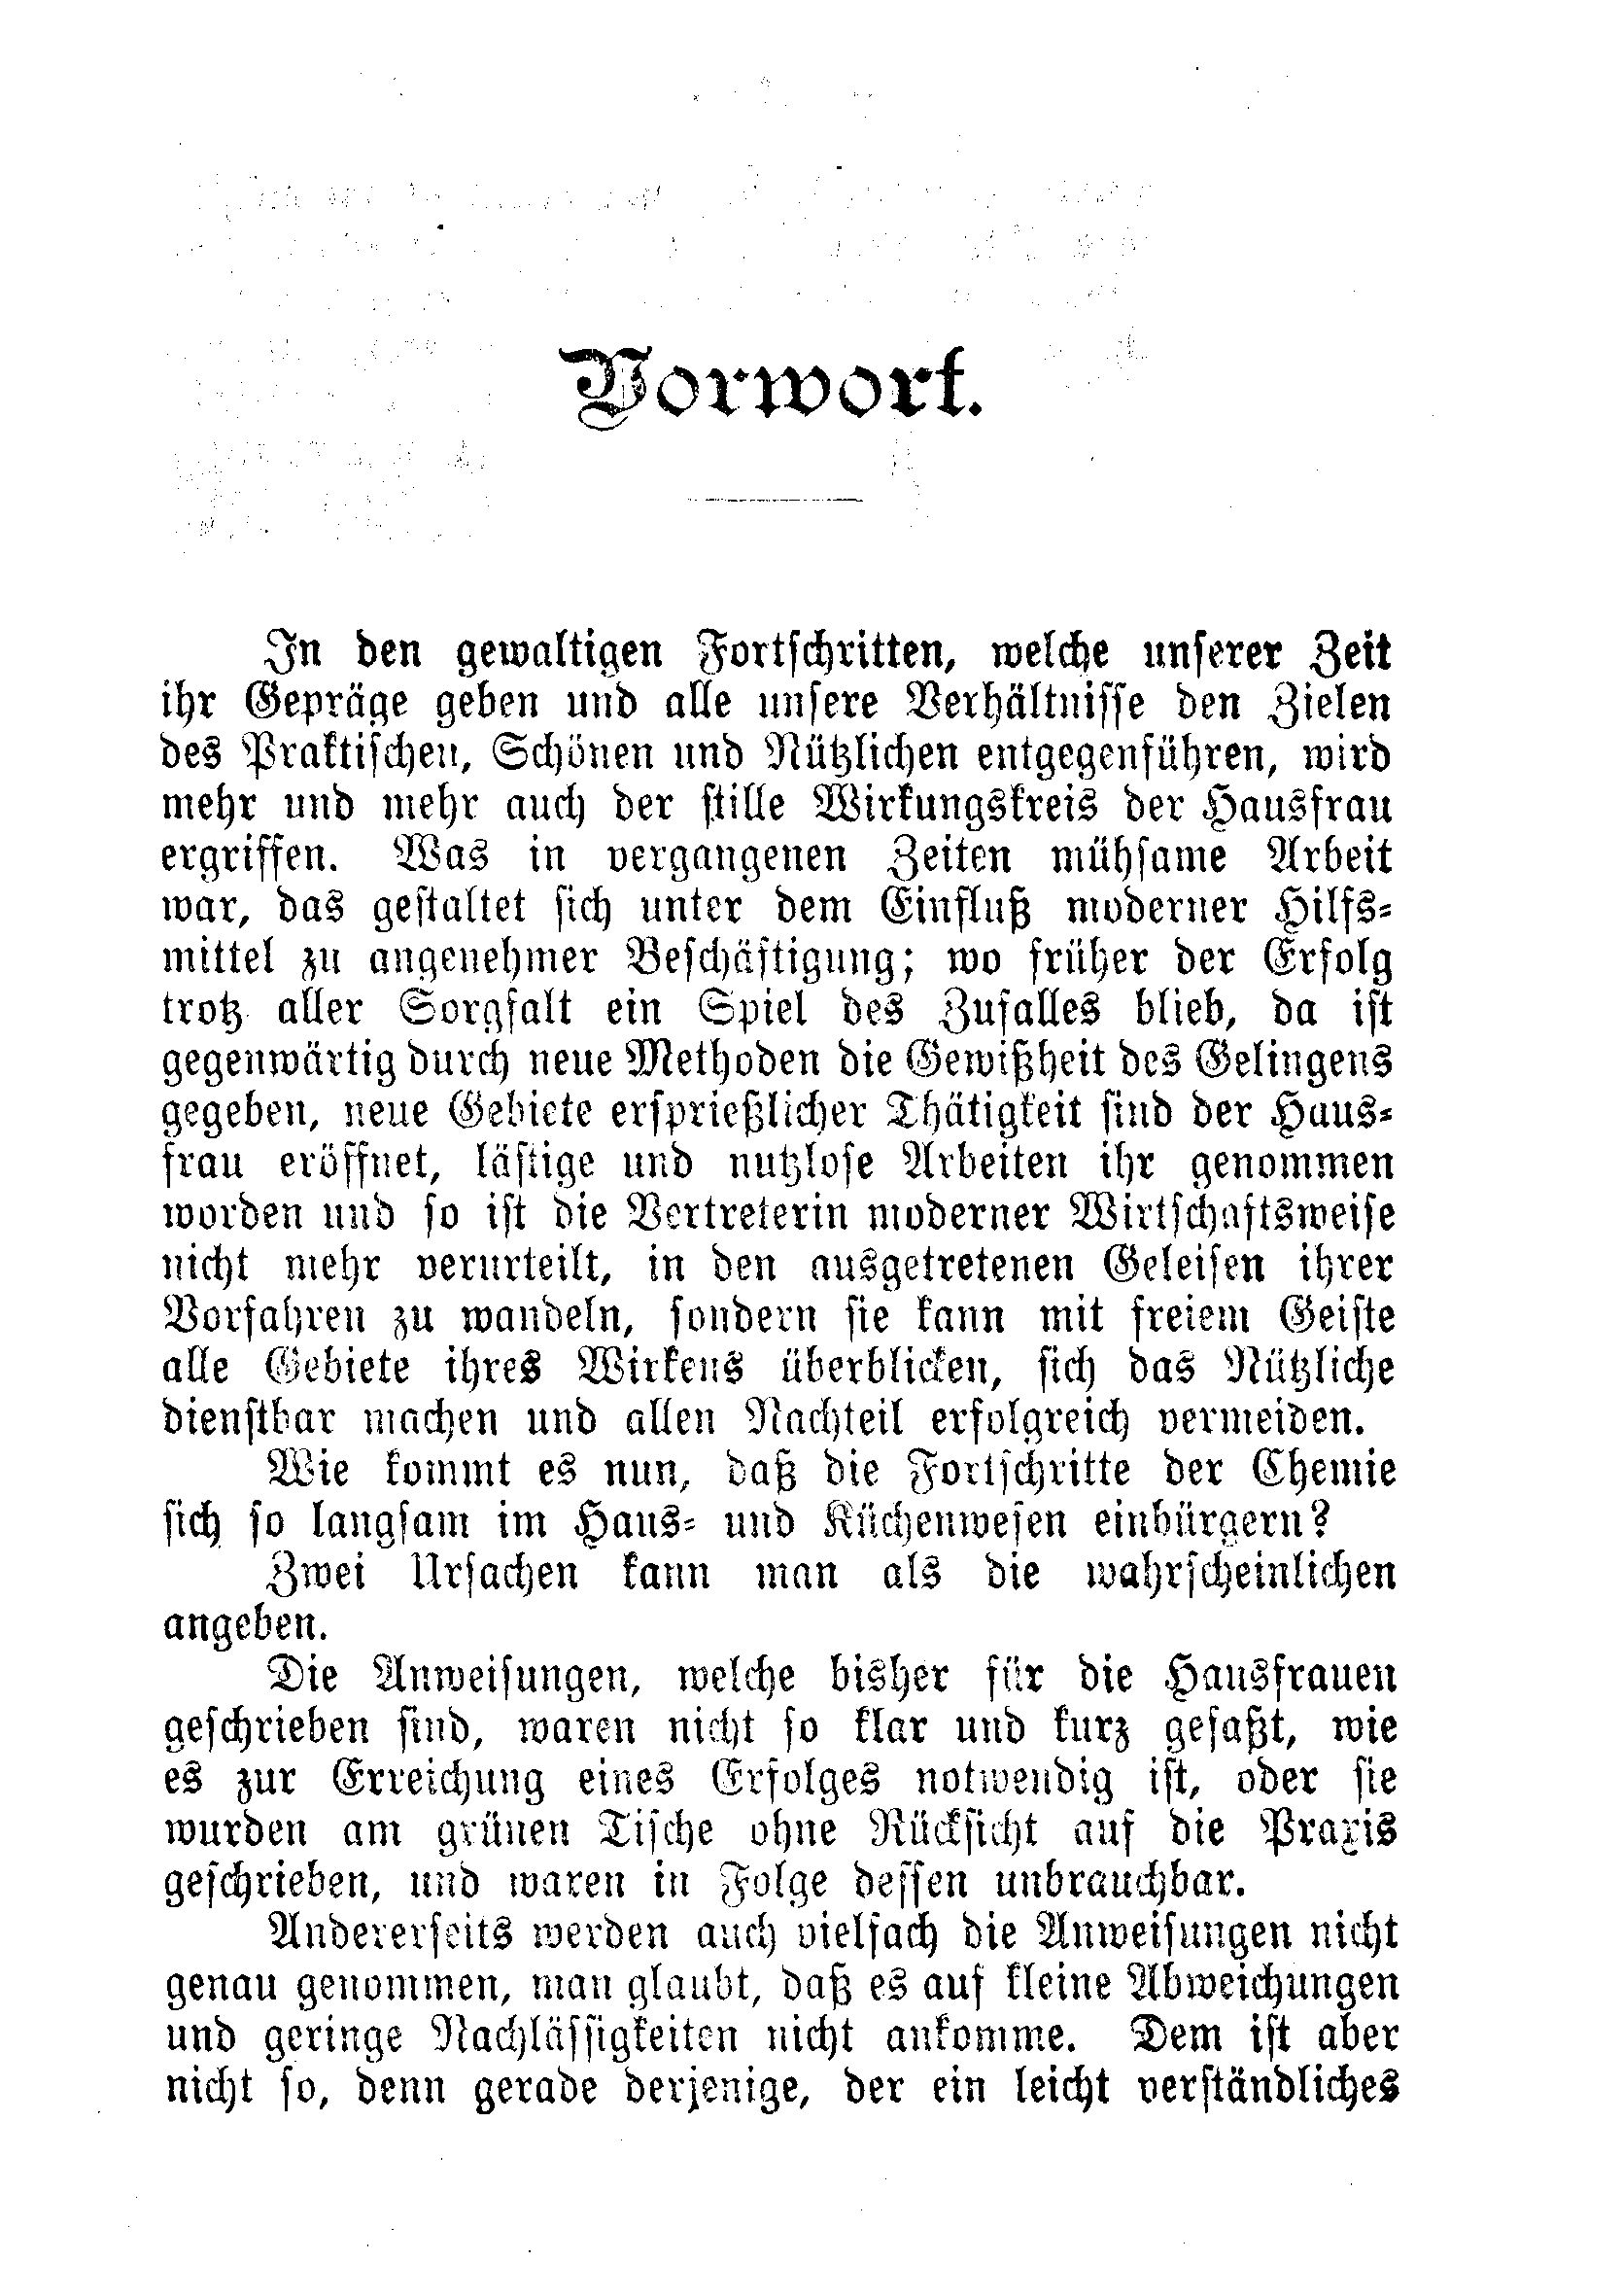 Vorwort.
In den gewaltigen Fortschritten, welche unserer Zeit
ihr Gepräge geben und alle unsere Verhältnisse den Zielen
des Praktischen, Schönen und Nützlichen entgegenführen, wird
mehr und mehr auch der stille Wirkungskreis der Hausfrau
ergriffen. Was in vergangenen Zeiten mühsame Arbeit
war, das gestaltet sich unter dem Einfluß moderner Hilfs-
mittel zu angenehmer Beschäftigung; wo früher der Erfolg
trotz aller Sorgfalt ein Spiel des Zufalles blieb, da ist
gegenwärtig durch neue Methoden die Gewißheit des Gelingens
gegeben, neue Gebiete ersprießlicher Thätigkeit sind der Haus-
frau eröffnet, lästige und nutzlose Arbeiten ihr genommen
worden und so ist die Vertreterin moderner Wirtschaftsweise
nicht mehr verurteilt, in den ausgetretenen Geleisen ihrer
Vorfahren zu wandeln, sondern sie kann mit freiem Geiste
alle Gebiete ihres Wirkens überblicken, sich das Nützliche
dienstbar machen und allen Nachteil erfolgreich vermeiden.
Wie kommt es nun, daß die Fortschritte der Chemie
sich so langsam im Haus- und Küchenwesen einbürgern?
Zwei Ursachen kann man als die wahrscheinlichen
angeben.
Die Anweisungen, welche bisher für die Hausfrauen
geschrieben sind, waren nicht so klar und kurz gefaßt, wie
es zur Erreichung eines Erfolges notwendig ist, oder sie
wurden am grünen Tische ohne Rücksicht auf die Praxis
geschrieben, und waren in Folge dessen unbrauchbar.
Andererseits werden auch vielfach die Anweisungen nicht
genau genommen, man glaubt, daß es auf kleine Abweichungen
und geringe Nachlässigkeiten nicht ankomme. Dem ist aber
nicht so, denn gerade derjenige, der ein leicht verständliches